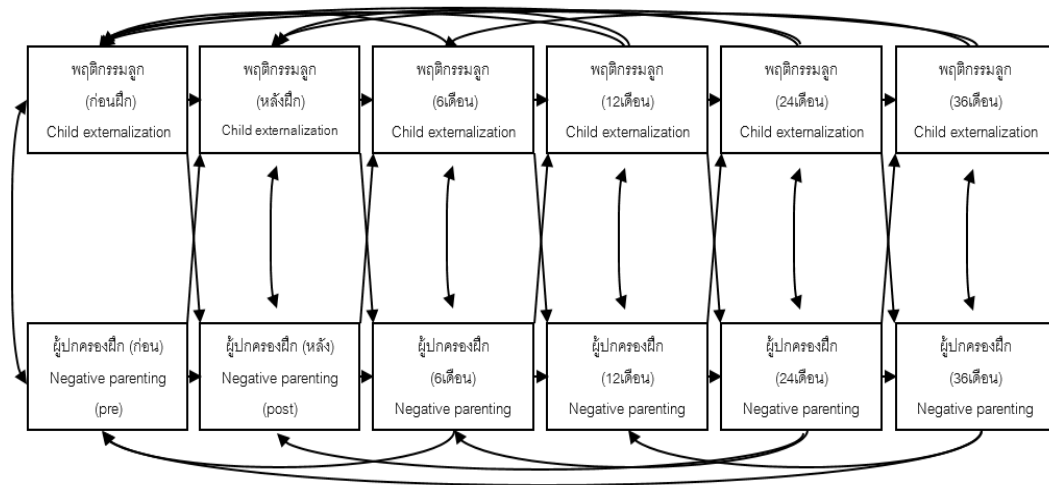 พฤติกรรมลูก
(ก่อนฝึก)
Child externalization
พฤติกรรมลูก
(หลังฝึก)
Child externalization
พฤติกรรมลูก
(6เดือน)
Child externalization
พฤติกรรมลูก
(12เดือน)
Child externalization
พฤติกรรมลูก
(24เดือน)
Child externalization
พฤติกรรมลูก
(36เดือน)
Child externalization
ผู้ปกครองฝึก (ก่อน)
Negative parenting
(pre)
ผู้ปกครองฝึก (หลัง)
Negative parenting
(post)
ผู้ปกครองฝึก
(6เดือน)
Negative parenting
ผู้ปกครองฝึก
(12เดือน)
Negative parenting
ผู้ปกครองฝึก
(24เดือน)
Negative parenting
ผู้ปกครองฝึก
(36เดือน)
Negative parenting